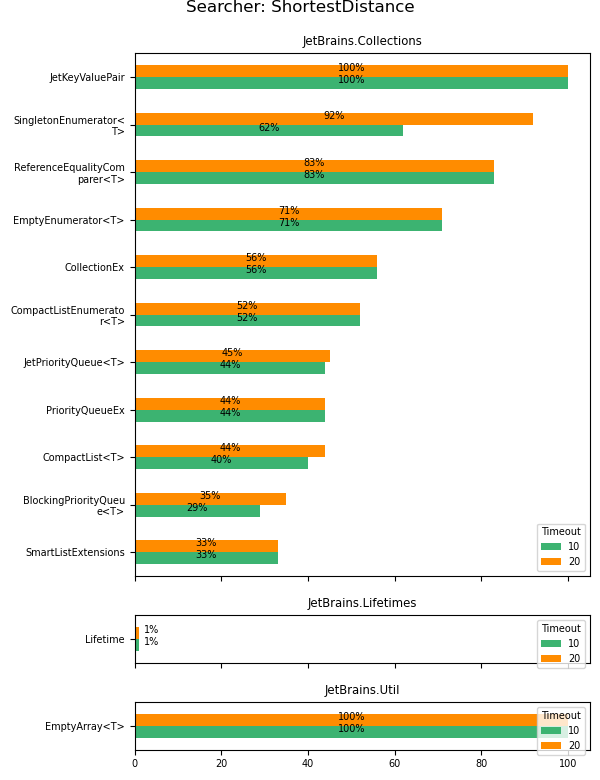 Searcher: ShortestDistance
JetBrains.Collections
JetKeyValuePair
100%
100%
SingletonEnumerator<
T>
92%
62%
ReferenceEqualityCom
parer<T>
83%
83%
EmptyEnumerator<T>
71%
71%
CollectionEx
56%
56%
CompactListEnumerato
r<T>
52%
52%
JetPriorityQueue<T>
45%
44%
PriorityQueueEx
44%
44%
CompactList<T>
44%
40%
BlockingPriorityQueu
e<T>
35%
29%
SmartListExtensions
33%
33%
Timeout
10
20
JetBrains.Lifetimes
Lifetime
1%
1%
Timeout
10
20
JetBrains.Util
EmptyArray<T>
100%
100%
Timeout
10
20
0 20 40 60 80 100